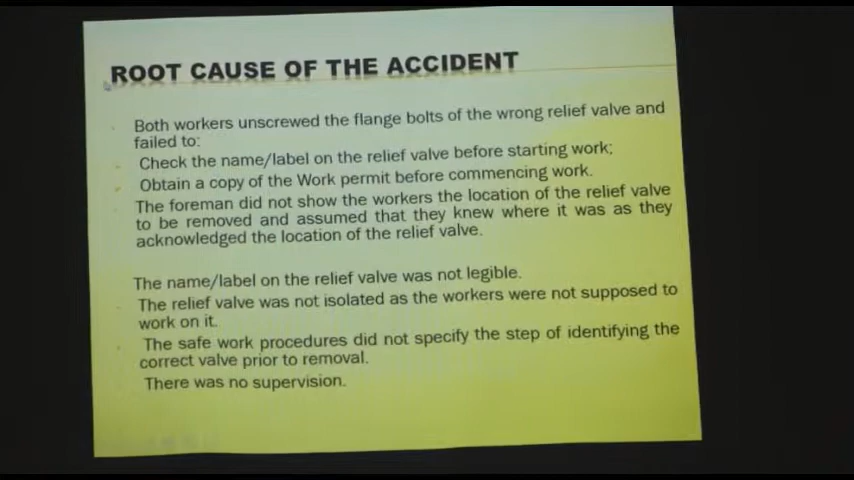 ROOT CAUSE OF THE ACCIDENT
Both workers unscrewed the flange bolts of the wrong relief valve and
failed to:
Check the name/label on the relief valve before starting work;
Obtain a copy of the Work permit before commencing work.
The foreman did not show the workers the location of the relief valve
to be removed and assumed that they knew where it was as they
acknowledged the location of the relief valve.
The name/label on the relief valve was not legible.
The relief valve was not isolated as the workers were not supposed to
work on it.
The safe work procedures did not specify the step of identifying the
correct valve prior to removal.
There was no supervision.